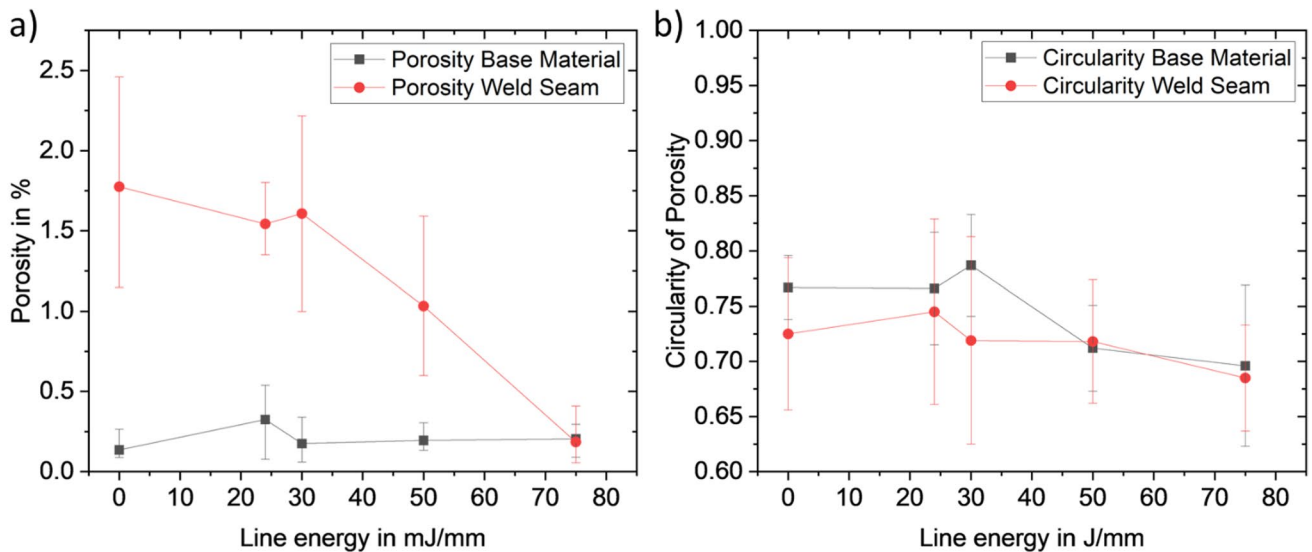 a)
Porosity in %
2.5
2.0
1.5
1.0
0.5
0.0
Porosity Base Material
Porosity Weld Seam
0 10 20 30 40 50 60 70 80
Line energy in mJ/mm
b)
Circularity of Porosity
1.00
0.95
0.90
0.85
0.80
0.75
0.70
0.65
0.60
Circularity Base Material
Circularity Weld Seam
0 10 20 30 40 50 60 70 80
Line energy in J/mm